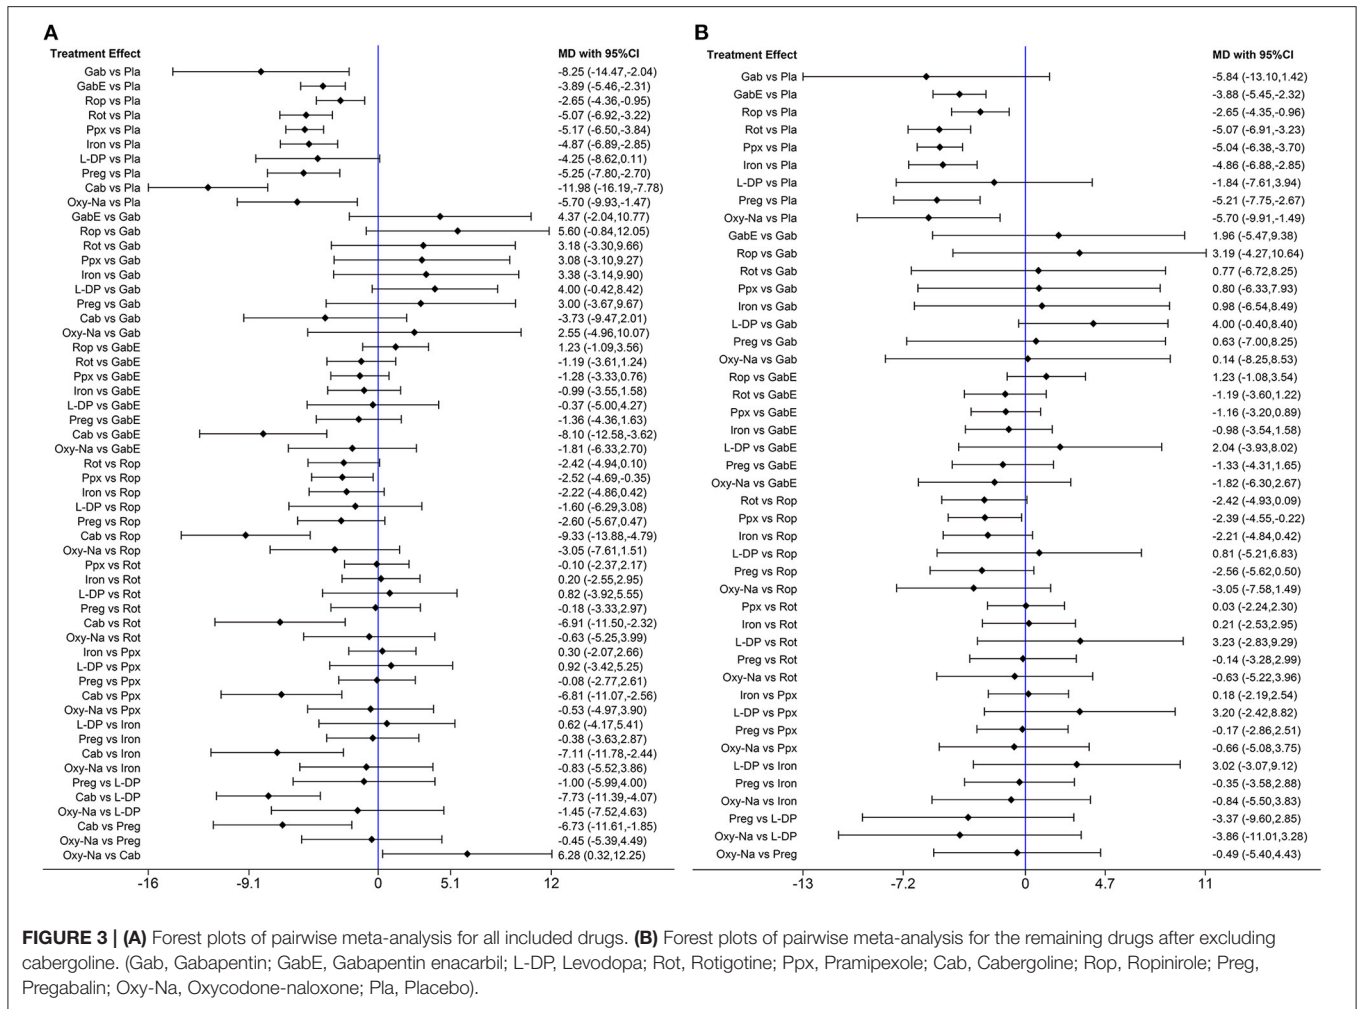 A
Treatment Effect MD with 95%CI
Gab vs Pla -8.25 (-14.47,-2.04)
GabE vs Pla -3.89 (-5.46,-2.31)
Rop vs Pla -2.65 (-4.36,-0.95)
Rot vs Pla -5.07 (-6.92,-3.22)
Ppx vs Pla -5.17 (-6.50,-3.84)
Iron vs Pla -4.87 (-6.89,-2.85)
L-DP vs Pla -4.25 (-8.62,0.11)
Preg vs Pla -5.25 (-7.80,-2.70)
Cab vs Pla -11.98 (-16.19,-7.78)
Oxy-Na vs Pla -5.70 (-9.93,-1.47)
GabE vs Gab 4.37 (-2.04,10.77)
Rop vs Gab 5.60 (-0.84,12.05)
Rot vs Gab 3.18 (-3.30,9.66)
Ppx vs Gab 3.08 (-3.10,9.27)
Iron vs Gab 3.38 (-3.14,9.90)
L-DP vs Gab 4.00 (-0.42,8.42)
Preg vs Gab 3.00 (-3.67,9.67)
Cab vs Gab -3.73 (-9.47,2.01)
Oxy-Na vs Gab 2.55 (-4.96,10.07)
Rop vs GabE 1.23 (-1.09,3.56)
Rot vs GabE -1.19 (-3.61,1.24)
Ppx vs GabE -1.28 (-3.33,0.76)
Iron vs GabE -0.99 (-3.55,1.58)
L-DP vs GabE -0.37 (-5.00,4.27)
Preg vs GabE -1.36 (-4.36,1.63)
Cab vs GabE -8.10 (-12.58,-3.62)
Oxy-Na vs GabE -1.81 (-6.33,2.70)
Rot vs Rop -2.42 (-4.94,0.10)
Ppx vs Rop -2.52 (-4.69,-0.35)
Iron vs Rop -2.22 (-4.86,0.42)
L-DP vs Rop -1.60 (-6.29,3.08)
Preg vs Rop -2.60 (-5.67,0.47)
Cab vs Rop -9.33 (-13.88,-4.79)
Oxy-Na vs Rop -3.05 (-7.61,1.51)
Ppx vs Rot -0.10 (-2.37,2.17)
Iron vs Rot 0.20 (-2.55,2.95)
L-DP vs Rot 0.82 (-3.92,5.55)
Preg vs Rot -0.18 (-3.33,2.97)
Cab vs Rot -6.91 (-11.50,-2.32)
Oxy-Na vs Rot -0.63 (-5.25,3.99)
Iron vs Ppx 0.30 (-2.07,2.66)
L-DP vs Ppx 0.92 (-3.42,5.25)
Preg vs Ppx -0.08 (-2.77,2.61)
Cab vs Ppx -6.81 (-11.07,-2.56)
Oxy-Na vs Ppx -0.53 (-4.97,3.90)
L-DP vs Iron 0.62 (-4.17,5.41)
Preg vs Iron -0.38 (-3.63,2.87)
Cab vs Iron -7.11 (-11.78,-2.44)
Oxy-Na vs Iron -0.83 (-5.52,3.86)
Preg vs L-DP -1.00 (-5.99,4.00)
Cab vs L-DP -7.73 (-11.39,-4.07)
Oxy-Na vs L-DP -1.45 (-7.52,4.63)
Cab vs Preg -6.73 (-11.61,-1.85)
Oxy-Na vs Preg -0.45 (-5.39,4.49)
Oxy-Na vs Cab 6.28 (0.32,12.25)
-16 -9.1 0 5.1 12
B
Treatment Effect MD with 95%CI
Gab vs Pla -5.84 (-13.10,1.42)
GabE vs Pla -3.88 (-5.45,-2.32)
Rop vs Pla -2.65 (-4.35,-0.96)
Rot vs Pla -5.07 (-6.91,-3.23)
Ppx vs Pla -5.04 (-6.38,-3.70)
Iron vs Pla -4.86 (-6.88,-2.85)
L-DP vs Pla -1.84 (-7.61,3.94)
Preg vs Pla -5.21 (-7.75,-2.67)
Oxy-Na vs Pla -5.70 (-9.91,-1.49)
GabE vs Gab 1.96 (-5.47,9.38)
Rop vs Gab 3.19 (-4.27,10.64)
Rot vs Gab 0.77 (-6.72,8.25)
Ppx vs Gab 0.80 (-6.33,7.93)
Iron vs Gab 0.98 (-6.54,8.49)
L-DP vs Gab 4.00 (-0.40,8.40)
Preg vs Gab 0.63 (-7.00,8.25)
Oxy-Na vs Gab 0.14 (-8.25,8.53)
Rop vs GabE 1.23 (-1.08,3.54)
Rot vs GabE -1.19 (-3.60,1.22)
Ppx vs GabE -1.16 (-3.20,0.89)
Iron vs GabE -0.98 (-3.54,1.58)
L-DP vs GabE 2.04 (-3.93,8.02)
Preg vs GabE -1.33 (-4.31,1.65)
Oxy-Na vs GabE -1.82 (-6.30,2.67)
Rot vs Rop -2.42 (-4.93,0.09)
Ppx vs Rop -2.39 (-4.55,-0.22)
Iron vs Rop -2.21 (-4.84,0.42)
L-DP vs Rop 0.81 (-5.21,6.83)
Preg vs Rop -2.56 (-5.62,0.50)
Oxy-Na vs Rop -3.05 (-7.58,1.49)
Ppx vs Rot 0.03 (-2.24,2.30)
Iron vs Rot 0.21 (-2.53,2.95)
L-DP vs Rot 3.23 (-2.83,9.29)
Preg vs Rot -0.14 (-3.28,2.99)
Oxy-Na vs Rot -0.63 (-5.22,3.96)
Iron vs Ppx 0.18 (-2.19,2.54)
L-DP vs Ppx 3.20 (-2.42,8.82)
Preg vs Ppx -0.17 (-2.86,2.51)
Oxy-Na vs Ppx -0.66 (-5.08,3.75)
L-DP vs Iron 3.02 (-3.07,9.12)
Preg vs Iron -0.35 (-3.58,2.88)
Oxy-Na vs Iron -0.84 (-5.50,3.83)
Preg vs L-DP -3.37 (-9.60,2.85)
Oxy-Na vs L-DP -3.86 (-11.01,3.28)
Oxy-Na vs Preg -0.49 (-5.40,4.43)
-13 -7.2 0 4.7 11
FIGURE 3 | (A) Forest plots of pairwise meta-analysis for all included drugs. (B) Forest plots of pairwise meta-analysis for the remaining drugs after excluding
cabergoline. (Gab, Gabapentin; GabE, Gabapentin enacarbil; L-DP, Levodopa; Rot, Rotigotine; Ppx, Pramipexole; Cab, Cabergoline; Rop, Ropinirole; Preg,
Pregabalin; Oxy-Na, Oxycodone-naloxone; Pla, Placebo).